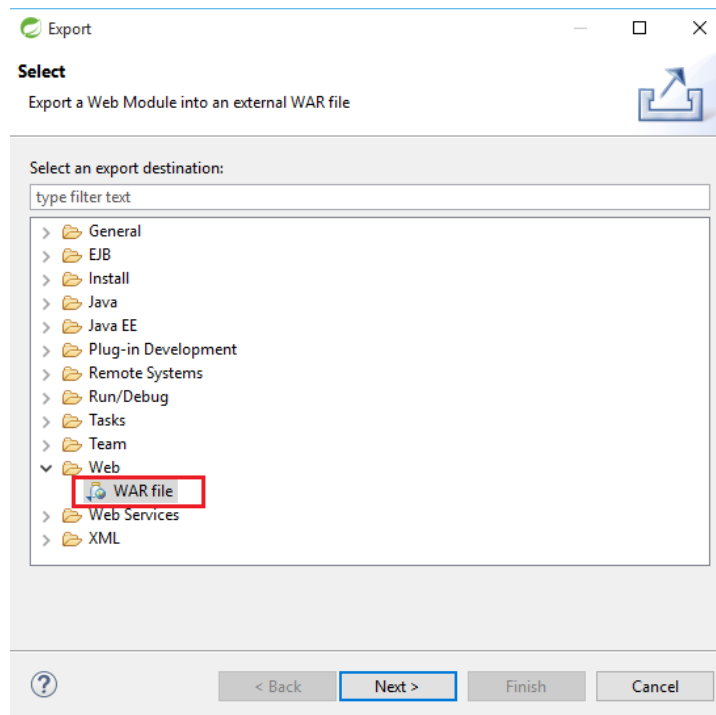 Export
Select
Export a Web Module into an external WAR file
Select an export destination:
type filter text
General
EJB
Install
Java
Java EE
Plug-in Development
Remote Systems
Run/Debug
Tasks
Team
Web
WAR file
Web Services
XML
? < Back Next > Finish Cancel